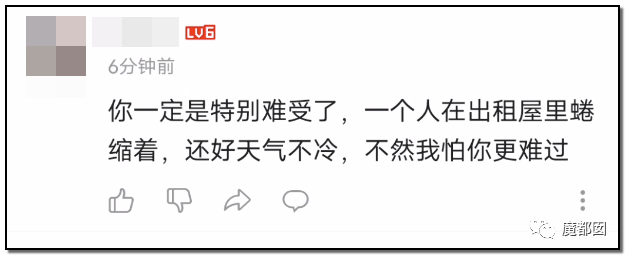 LV6
6分钟前
你一定是特别难受了，一个人在出租屋里蜷
缩着，还好天气不冷，不然我怕你更难过
魔都囡